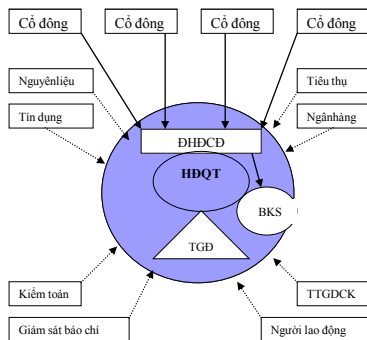 Cổ đông
Cổ đông
Cổ đông
Cổ đông
Nguyênliệu
Tiêu thụ
Tín dụng
Ngânhàng
ĐHĐCĐ
HĐQT
BKS
TGĐ
Kiểm toán
TTGDCK
Giám sát báo chí
Người lao động